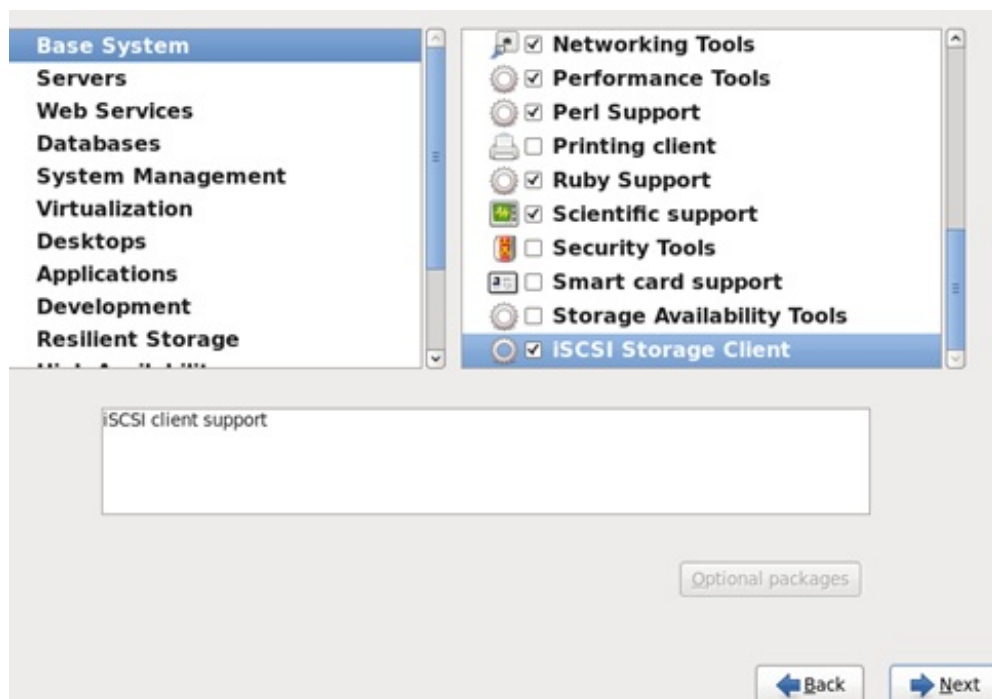 Base System
Servers
Web Services
Databases
System Management
Virtualization
Desktops
Applications
Development
Resilient Storage
Networking Tools
Performance Tools
Perl Support
Printing client
Ruby Support
Scientific support
Security Tools
Smart card support
Storage Availability Tools
iSCSI Storage Client
iSCSI client support
Optional packages
Back
Next